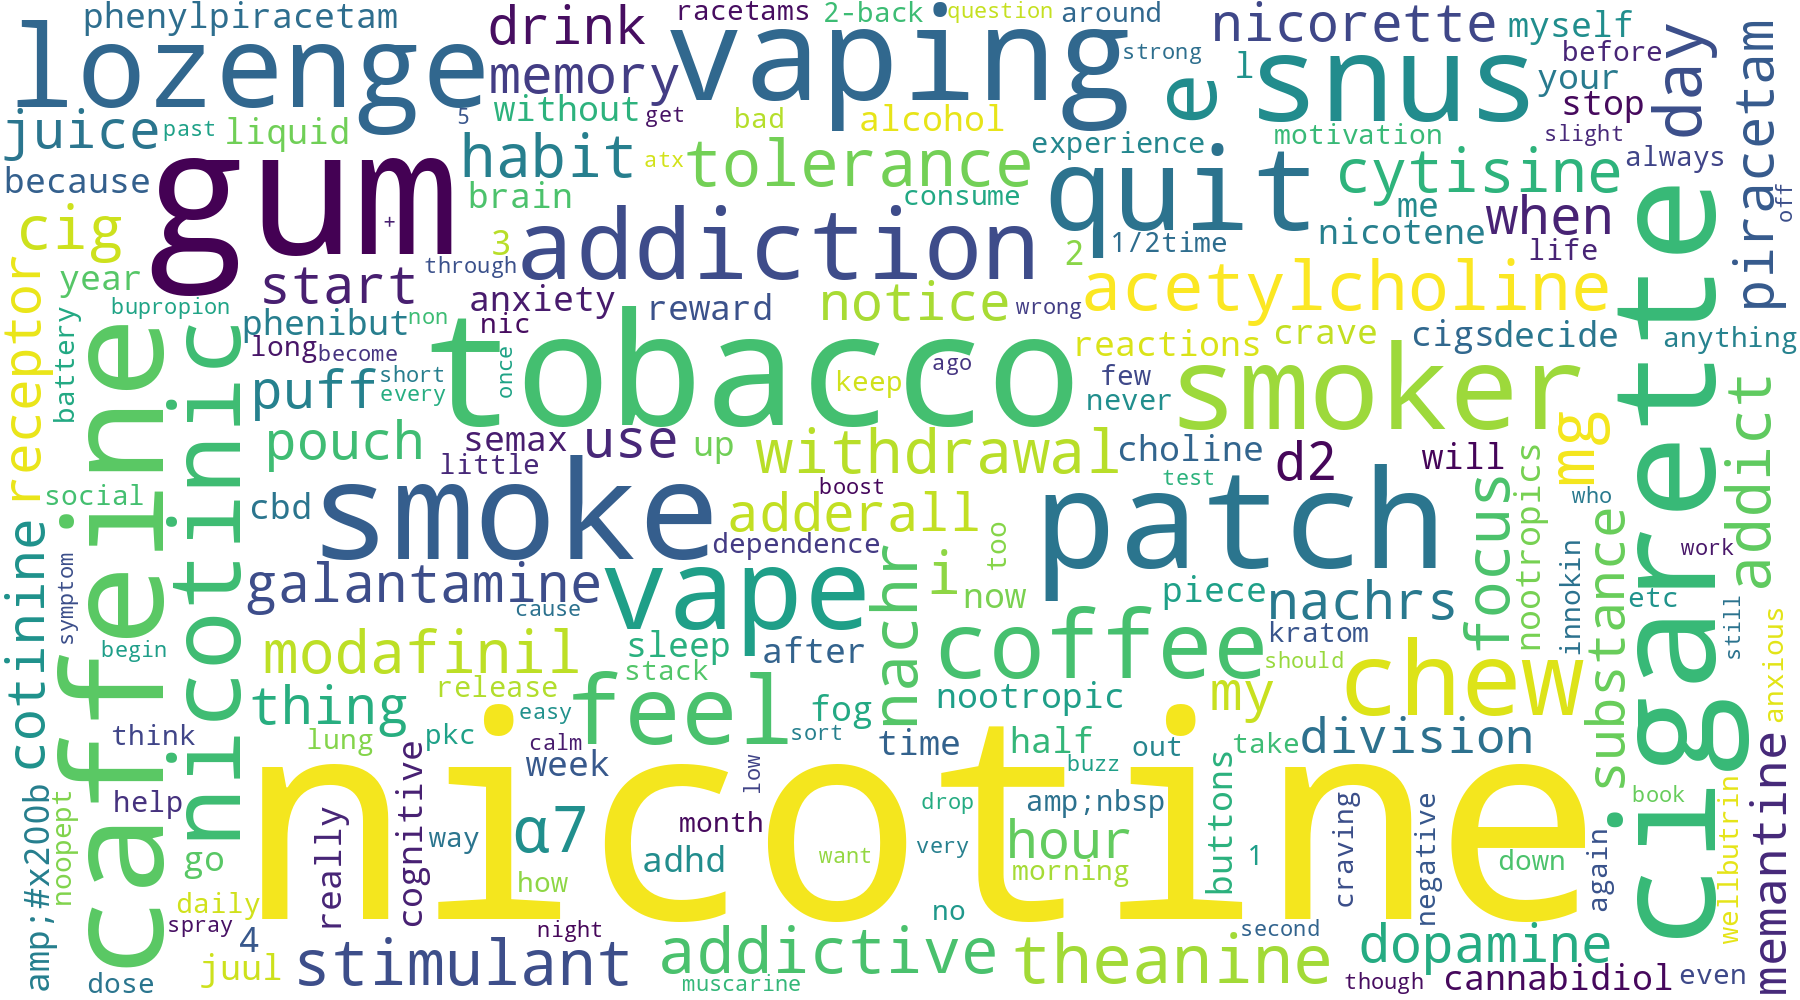 phenylpiracetam
drink
racetams
2-back
question
around
nicorette
myself
lozenge
memory
vaping
strong
e
l
snus
before
your
day
piracetam
juice
past
liquid
5
without
get
bad
alcohol
motivation
stop
slight
because
gum
habit
atx
tolerance
experience
quit
cytisine
always
cig
+
brain
consume
me
when
off
receptor
year
through
3
addiction
2
1/2time
nicotene
life
cigarette
start
bupropion
anxiety
reward
notice
wrong
acetylcholine
battery
phenibut
non
nic
long
become
tobacco
reactions
crave
cigs
decide
anything
caffeine
nicotinic
puff
short
every
once
keep
ago
few
never
smoker
addict
pouch
semax
use
up
withdrawal
choline
d2
will
mg
social
cbd
little
smoke
boost
adderall
test
patch
focus
nootropics
who
cotinine
symptom
galantamine
dependence
vape
nachr
i
too
now
piece
nachrs
innokin
substance
work
etc
begin
modafinil
cause
sleep
after
coffee
kratom
should
still
anxious
think
thing
release
stack
feel
fog
nootropic
chew
my
help
lung
pkc
easy
calm
sort
time
half
out
take
division
week
low
buzz
amp;#x200b
noopept
go
really
cognitive
way
α7
month
nicotine
drop
amp;nbsp
buttons
book
wellbutrin
memantine
daily
how
adhd
want
very
hour
morning
1
craving
negative
down
again
spray
4
night
no
second
dose
juul
stimulant
addictive
muscarine
theanine
dopamine
though
cannabidiol
even